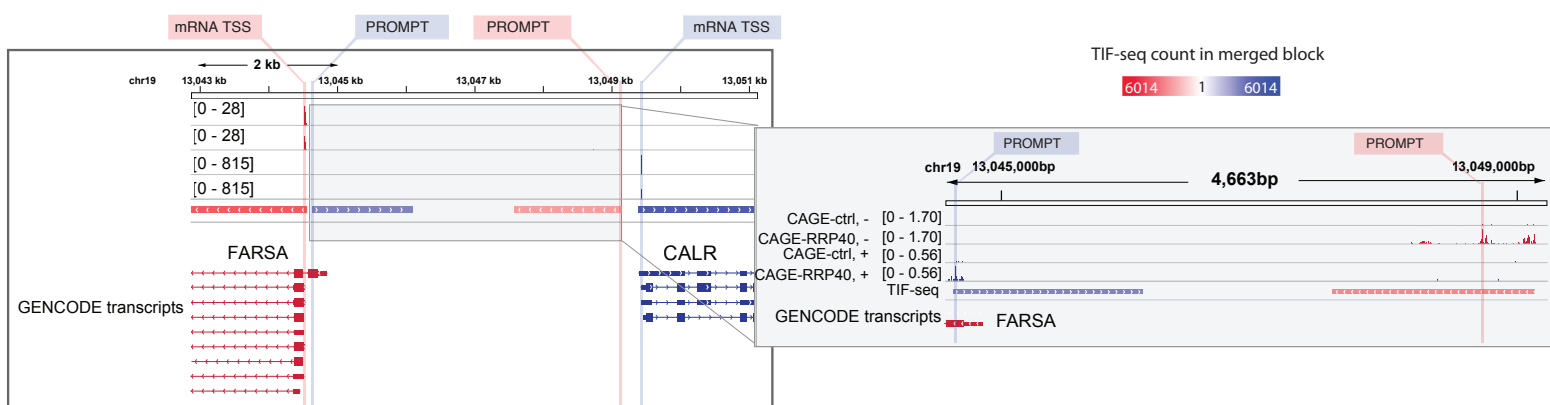 mRNA TSS
PROMPT
PROMPT
mRNA TSS
2 kb
chr19
13,043 kb
13,045 kb
13,047 kb
13,049 kb
13,051 kb
[0 - 28]
[0 - 28]
[0 - 815]
[0 - 815]
FARSA
CALR
GENCODE transcripts
TIF-seq count in merged block
6014
1
6014
PROMPT
PROMPT
chr19
13,045,000bp
13,049,000bp
4,663bp
CAGE-ctrl, - [0 - 1.70]
CAGE-RRP40, - [0 - 1.70]
CAGE-ctrl, + [0 - 0.56]
CAGE-RRP40, + [0 - 0.56]
TIF-seq
GENCODE transcripts
FARSA